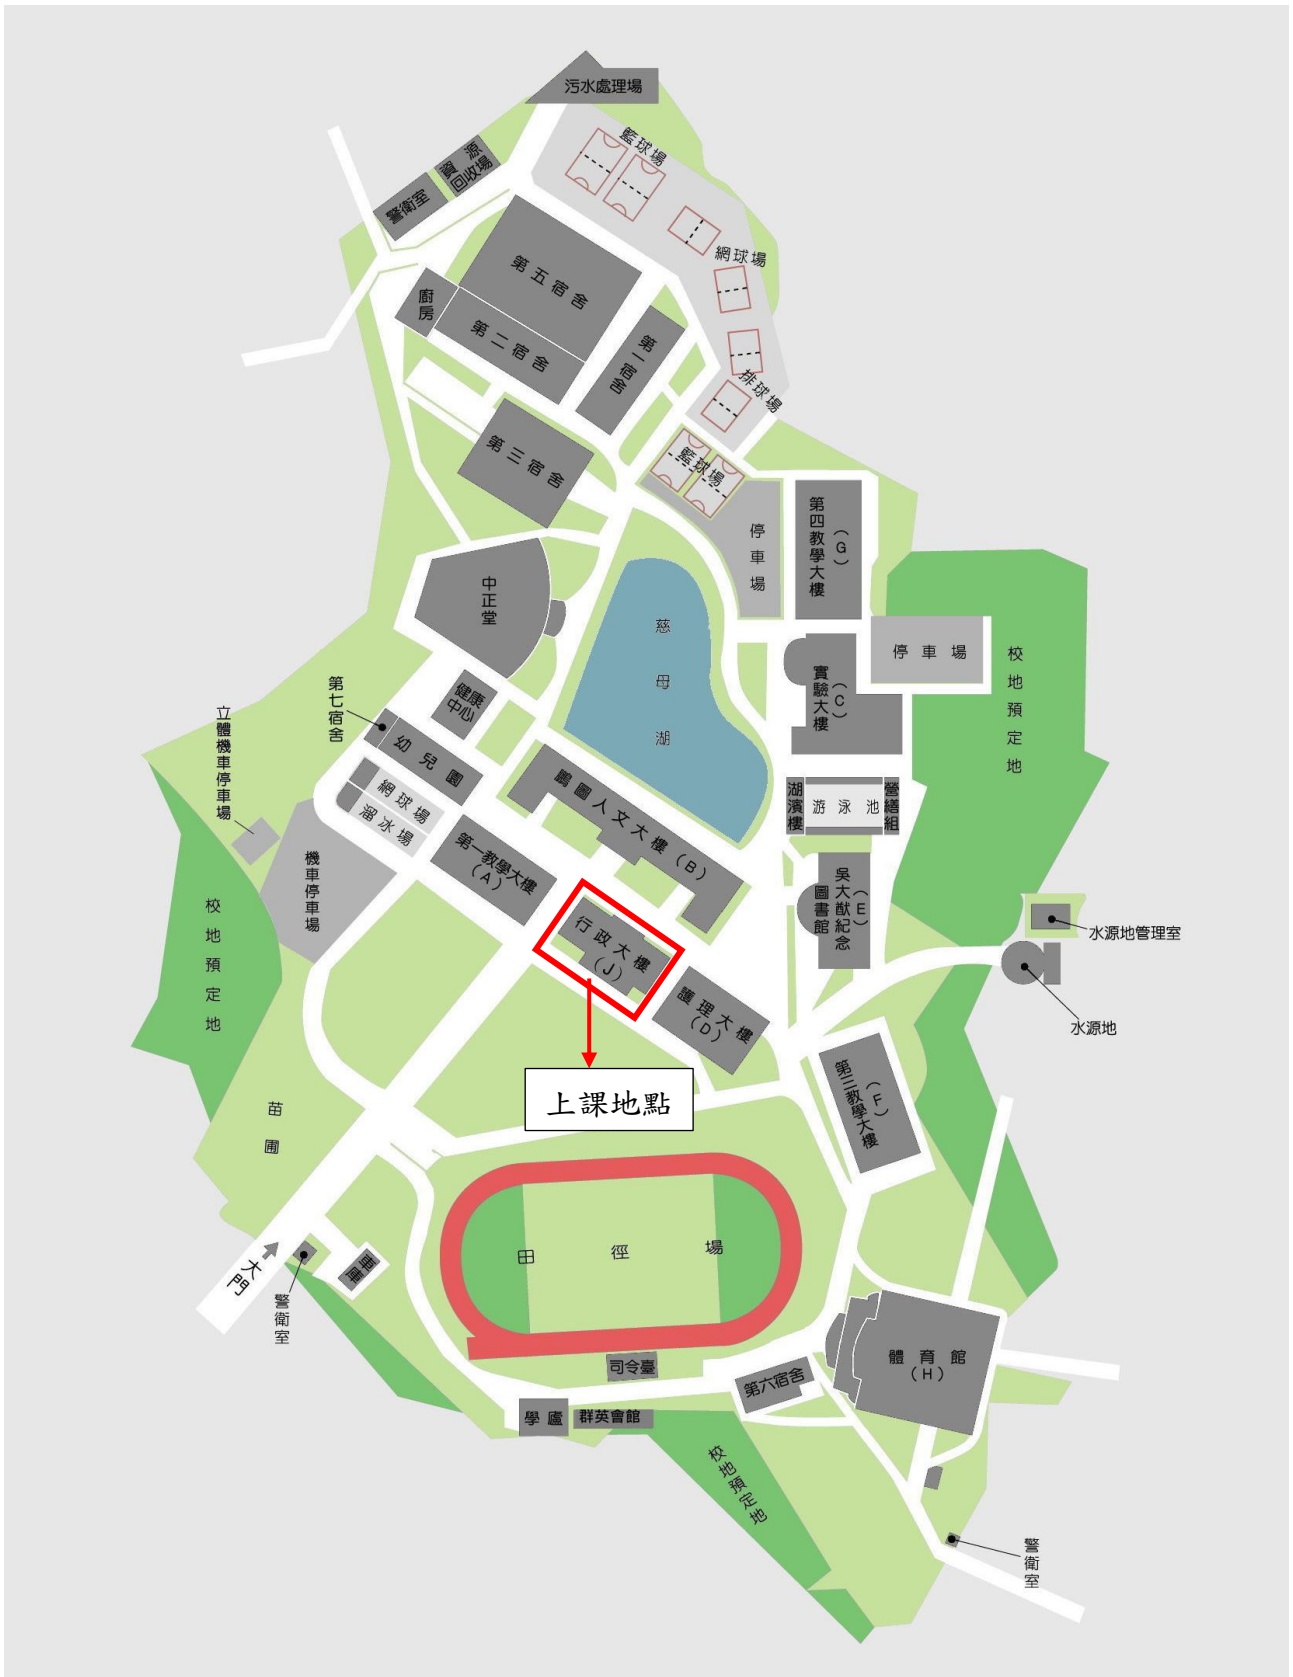 污水處理場
籃球場
資源
回收場
警衛室
網球場
第五宿舍
廚房
第二宿舍
第一宿舍
排球場
第三宿舍
籃球場
停車場
第四教學大樓
(G)
中正堂
慈母湖
停車場
校地預定地
實驗大樓
(C)
健康
中心
第七宿舍
立體機車停車場
幼兒園
網球場
溜冰場
鵬圖人文大樓(B)
湖濱樓
游泳池
營繕組
第一教學大樓
(A)
機車停車場
吳大猷紀念
圖書館
(E)
校地預定地
行政大樓
(J)
水源地管理室
護理大樓
(D)
水源地
上課地點
第三教學大樓
(F)
苗圃
田徑場
大門
車庫
警衛室
司令臺
體育館
(H)
第六宿舍
學廬
群英會館
校地預定地
警衛室